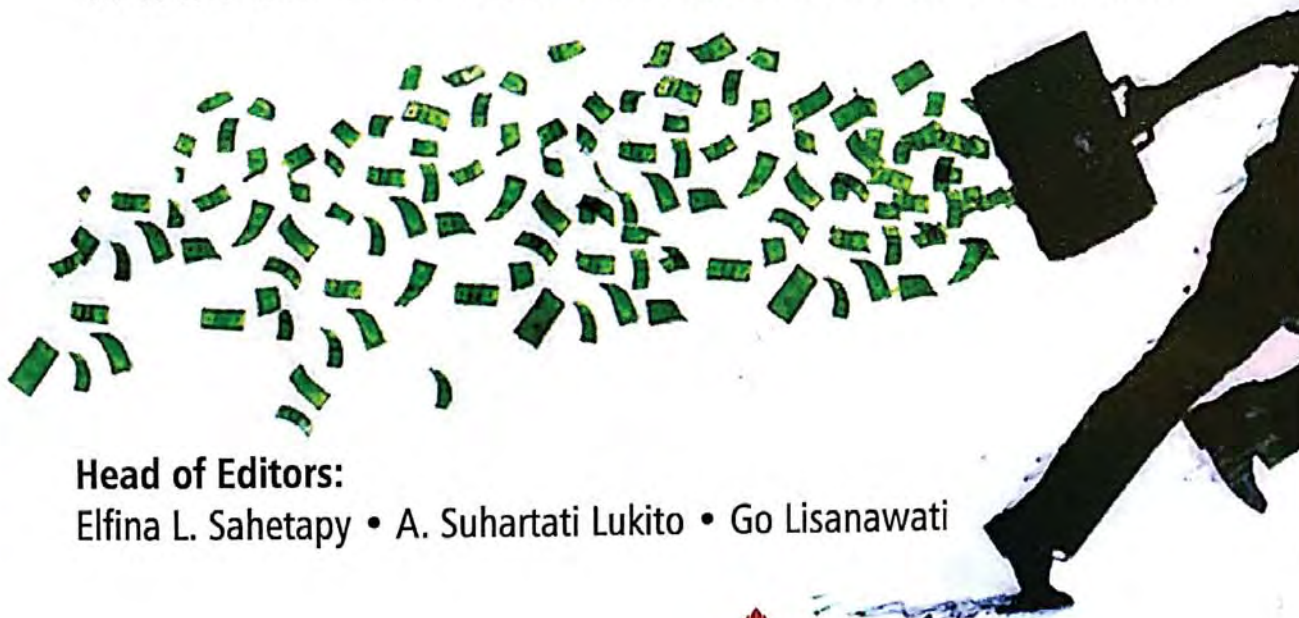 Head of Editors:
Elfina L. Sahetapy • A. Suhartati Lukito • Go Lisanawati